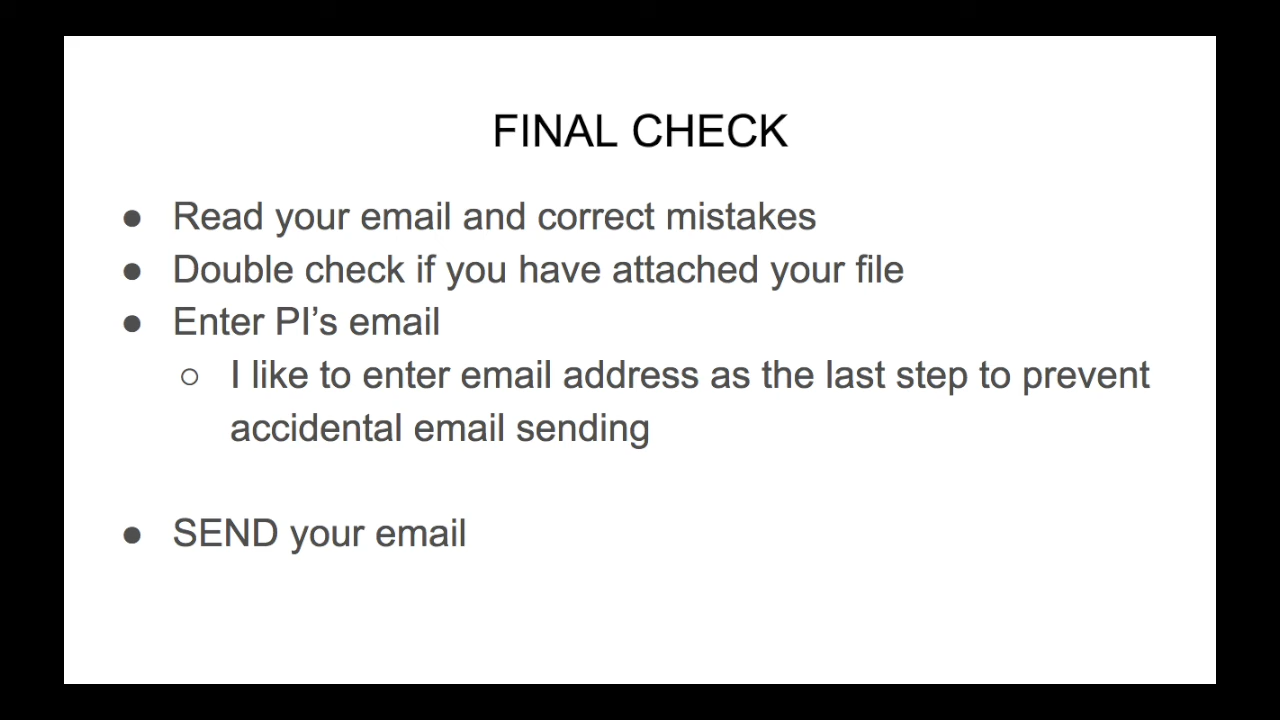 FINAL CHECK
● Read your email and correct mistakes
● Double check if you have attached your file
● Enter PI’s email
○ I like to enter email address as the last step to prevent
accidental email sending
● SEND your email